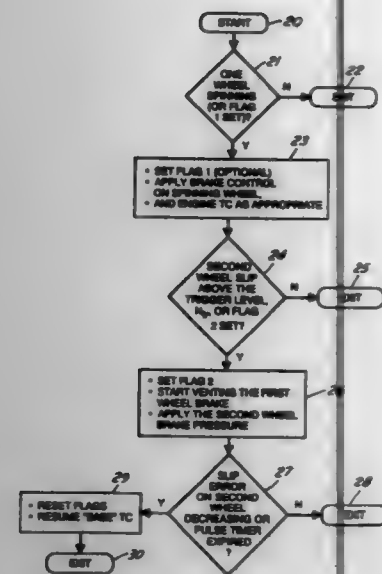 START
20
21
ONE
WHEEL
SPINNING
(OR FLAG
1 SET)?
N
22
EXIT
Y
23
• SET FLAG 1 (OPTIONAL)
• APPLY BRAKE CONTROL
ON SPINNING WHEEL
• AND ENGINE TC AS APPROPRIATE
24
SECOND
WHEEL SLIP
ABOVE THE
TRIGGER LEVEL,
OR FLAG
2 SET?
N
25
EXIT
Y
• SET FLAG 2
• START VENTING THE FIRST
WHEEL BRAKE
• APPLY THE SECOND WHEEL
BRAKE PRESSURE
27
SLIP
ERROR
ON SECOND
WHEEL
DECREASING OR
PULSE TIMER
EXPIRED
?
N
28
EXIT
Y
29
• RESET FLAGS
• RESUME "BASE" TC
EXIT
30